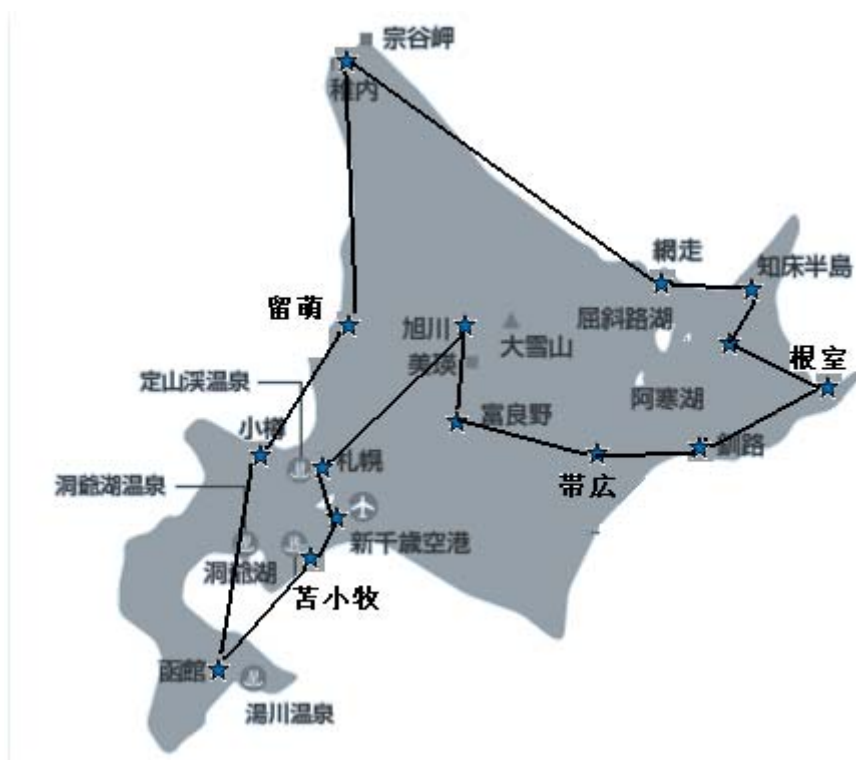 宗谷岬
稚内
網走
知床半島
留萌
旭川
大雪山
屈斜路湖
美瑛
根室
定山渓温泉
阿寒湖
富良野
小樽
釧路
札幌
帯広
洞爺湖温泉
新千歳空港
洞爺湖
苫小牧
函館
湯川温泉